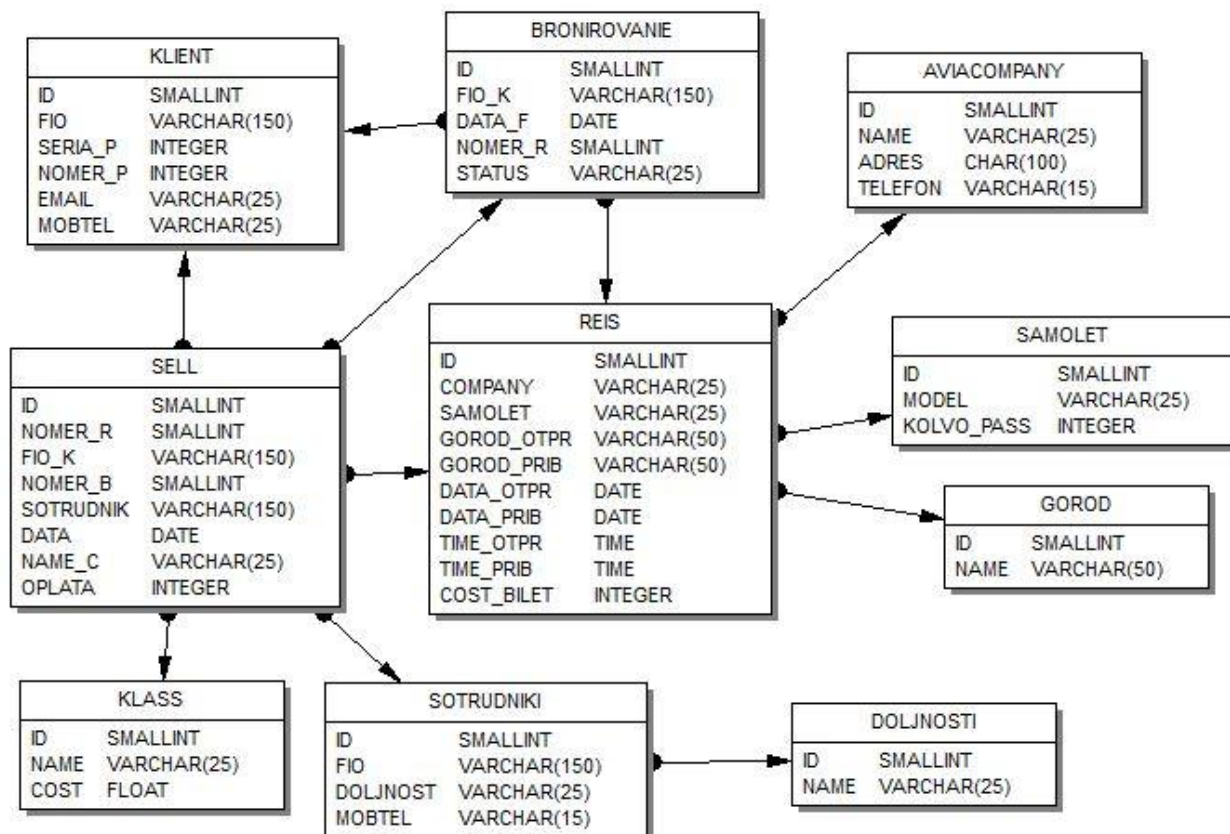 KLIENT
ID SMALLINT
FIO VARCHAR(150)
SERIA_P INTEGER
NOMER_P INTEGER
EMAIL VARCHAR(25)
MOBTEL VARCHAR(25)
BRONIROVANIE
ID SMALLINT
FIO_K VARCHAR(150)
DATA_F DATE
NOMER_R SMALLINT
STATUS VARCHAR(25)
AVIACOMPANY
ID SMALLINT
NAME VARCHAR(25)
ADRES CHAR(100)
TELEFON VARCHAR(15)
SELL
ID SMALLINT
NOMER_R SMALLINT
FIO_K VARCHAR(150)
NOMER_B SMALLINT
SOTRUDNIK VARCHAR(150)
DATA DATE
NAME_C VARCHAR(25)
OPLATA INTEGER
REIS
ID SMALLINT
COMPANY VARCHAR(25)
SAMOLET VARCHAR(25)
GOROD_OTPR VARCHAR(50)
GOROD_PRIB VARCHAR(50)
DATA_OTPR DATE
DATA_PRIB DATE
TIME_OTPR TIME
TIME_PRIB TIME
COST_BILET INTEGER
SAMOLET
ID SMALLINT
MODEL VARCHAR(25)
KOLVO_PASS INTEGER
GOROD
ID SMALLINT
NAME VARCHAR(50)
KLASS
ID SMALLINT
NAME VARCHAR(25)
COST FLOAT
SOTRUDNIKI
ID SMALLINT
FIO VARCHAR(150)
DOLJNOST VARCHAR(25)
MOBTEL VARCHAR(15)
DOLJNOSTI
ID SMALLINT
NAME VARCHAR(25)